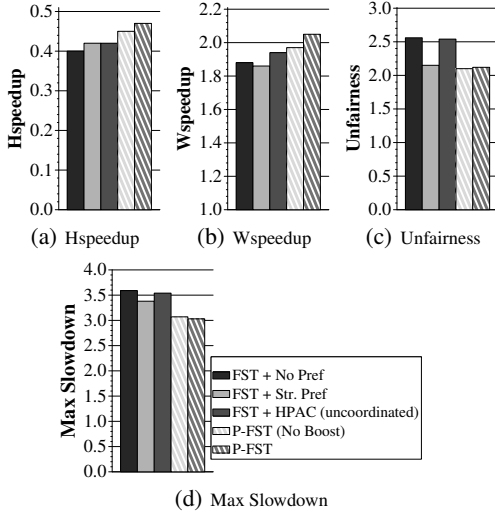 Hspeedup
0.5
0.4
0.3
0.2
0.1
0.0
(a) Hspeedup
Wspeedup
2.2
2.0
1.8
1.6
1.4
1.2
1.0
(b) Wspeedup
Unfairness
3.0
2.5
2.0
1.5
1.0
0.5
0.0
(c) Unfairness
Max Slowdown
4.0
3.5
3.0
2.5
2.0
1.5
1.0
0.5
0.0
FST + No Pref
FST + Str. Pref
FST + HPAC (uncoordinated)
P-FST (No Boost)
P-FST
(d) Max Slowdown